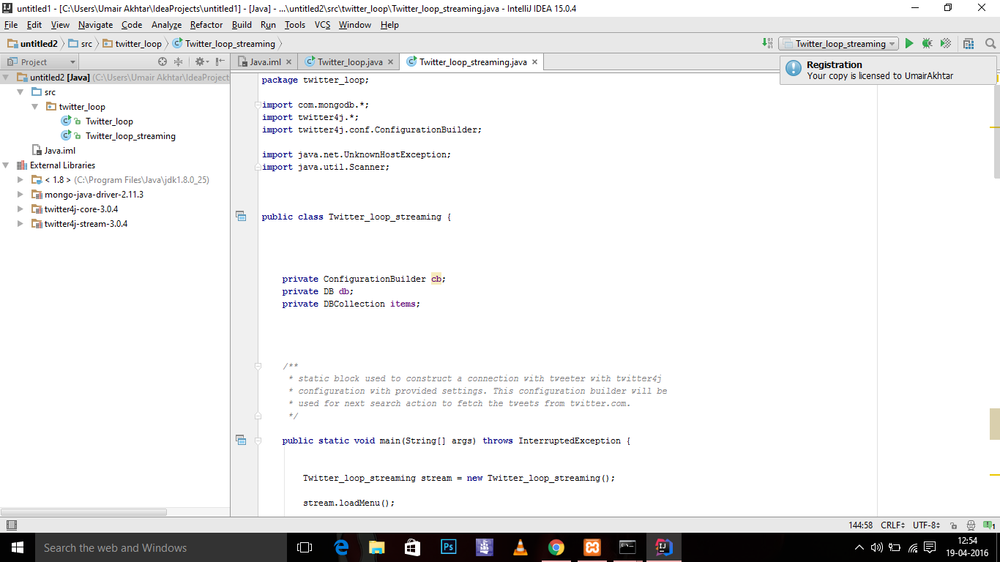 untitled1 - [C:\Users\Umair Akhtar\IdeaProjects\untitled1] - [Java] - ...\untitled2\src\twitter_loop\Twitter_loop_streaming.java - IntelliJ IDEA 15.0.4
File Edit View Navigate Code Analyze Refactor Build Run Tools VCS Window Help
untitled2 src twitter_loop Twitter_loop_streaming
Twitter_loop_streaming
Project
Java.iml Twitter_loop.java Twitter_loop_streaming.java
Registration
Your copy is licensed to UmairAkhtar
untitled2 [Java] (C:\Users\Umair Akhtar\IdeaProject
src
twitter_loop
Twitter_loop
Twitter_loop_streaming
Java.iml
External Libraries
< 1.8 > (C:\Program Files\Java\jdk1.8.0_25)
mongo-java-driver-2.11.3
twitter4j-core-3.0.4
twitter4j-stream-3.0.4
package twitter_loop;
import com.mongodb.*;
import twitter4j.*;
import twitter4j.conf.ConfigurationBuilder;
import java.net.UnknownHostException;
import java.util.Scanner;
public class Twitter_loop_streaming {
private ConfigurationBuilder cb;
private DB db;
private DBCollection items;
/**
* static block used to construct a connection with tweeter with twitter4j
* configuration with provided settings. This configuration builder will be
* used for next search action to fetch the tweets from twitter.com.
*/
public static void main(String[] args) throws InterruptedException {
Twitter_loop_streaming stream = new Twitter_loop_streaming();
stream.loadMenu();
144:58 CRLF UTF-8 1
Search the web and Windows
Ps
12:54
19-04-2016